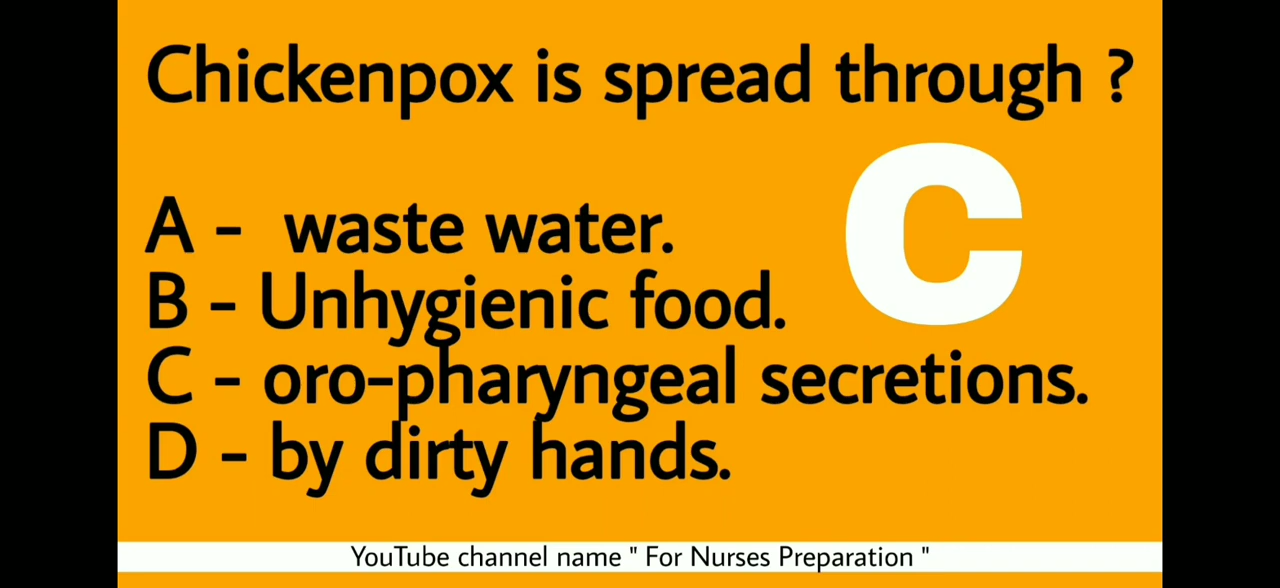 Chickenpox is spread through ?
C
A - waste water.
B - Unhygienic food.
C - oro-pharyngeal secretions.
D - by dirty hands.
YouTube channel name " For Nurses Preparation "